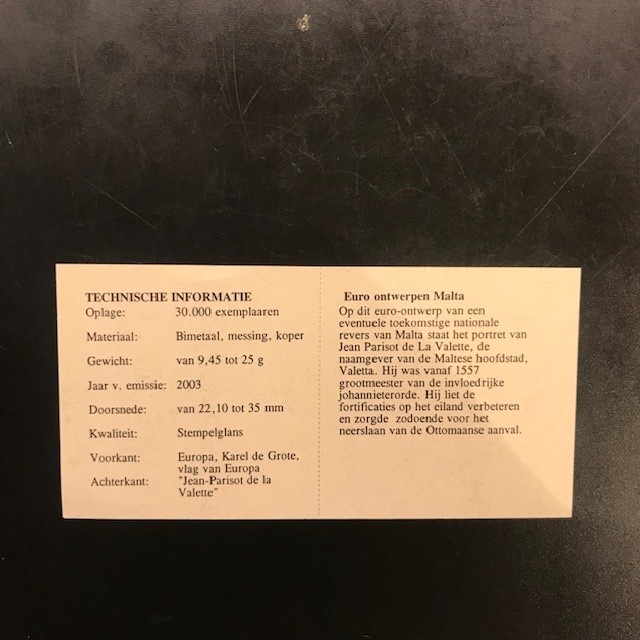 TECHNISCHE INFORMATIE
Oplage: 30.000 exemplaaren
Materiaal: Bimetaal, messing, koper
Gewicht: van 9,45 tot 25 g
Jaar v. emissie: 2003
Doorsnede: van 22,10 tot 35 mm
Kwaliteit: Stempelglans
Voorkant: Europa, Karel de Grote,
vlag van Europa
Achterkant: "Jean-Parisot de la
Valette"
Euro ontwerpen Malta
Op dit euro-ontwerp van een
eventuele toekomstige nationale
revers van Malta staat het portret van
Jean Parisot de La Valette, de
naamgever van de Maltese hoofdstad,
Valetta. Hij was vanaf 1557
grootmeester van de invloedrijke
johannieterorde. Hij liet de
fortificaties op het eiland verbeteren
en zorgde zodoende voor het
neerslaan van de Ottomaanse aanval.